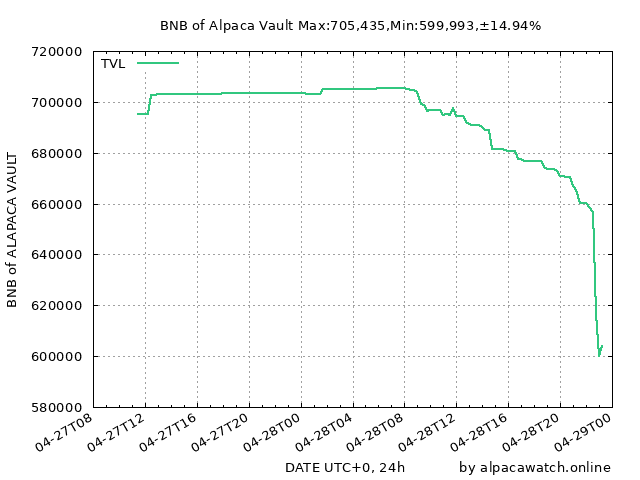 BNB of Alpaca Vault Max:705,435,Min:599,993,±14.94%
720000
TVL
700000
680000
660000
640000
620000
600000
580000
BNB of ALAPACA VAULT
04-27T08
04-27T12
04-27T16
04-27T20
04-28T00
04-28T04
04-28T08
04-28T12
04-28T16
04-28T20
04-29T00
DATE UTC+0, 24h
by alpacawatch.online